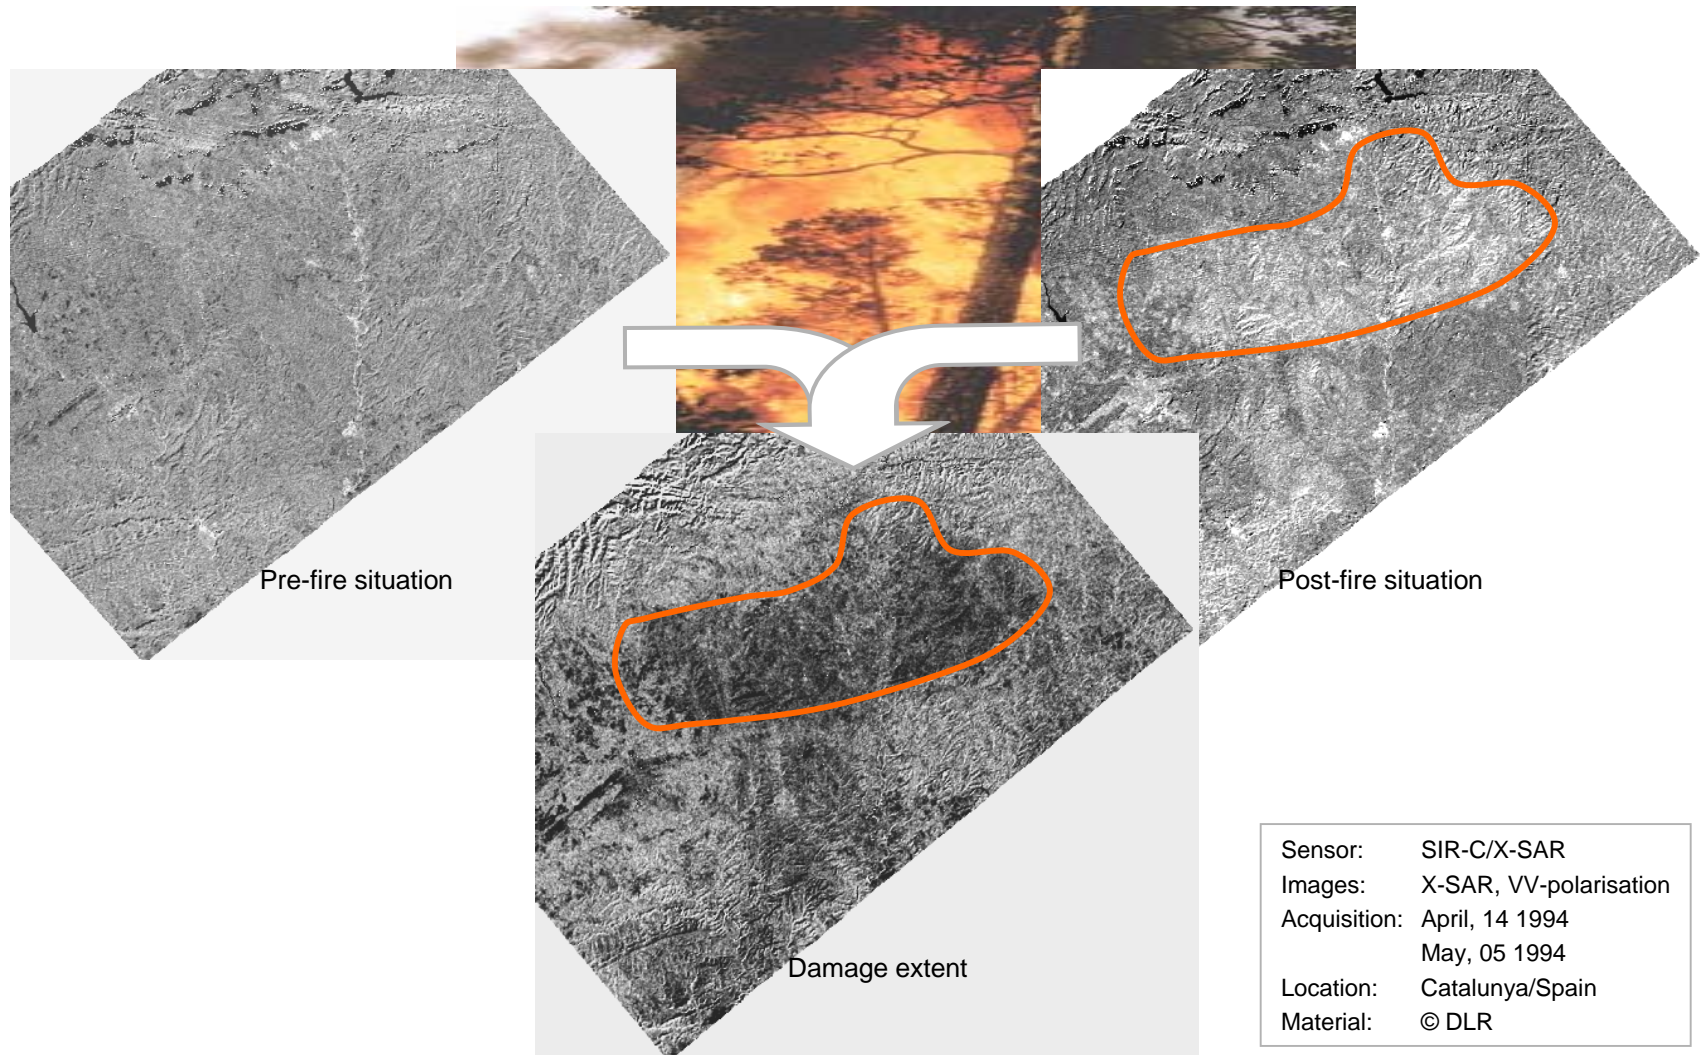 Pre-fire situation
Post-fire situation
Damage extent
Sensor: SIR-C/X-SAR
Images: X-SAR, VV-polarisation
Acquisition: April, 14 1994
May, 05 1994
Location: Catalunya/Spain
Material: © DLR